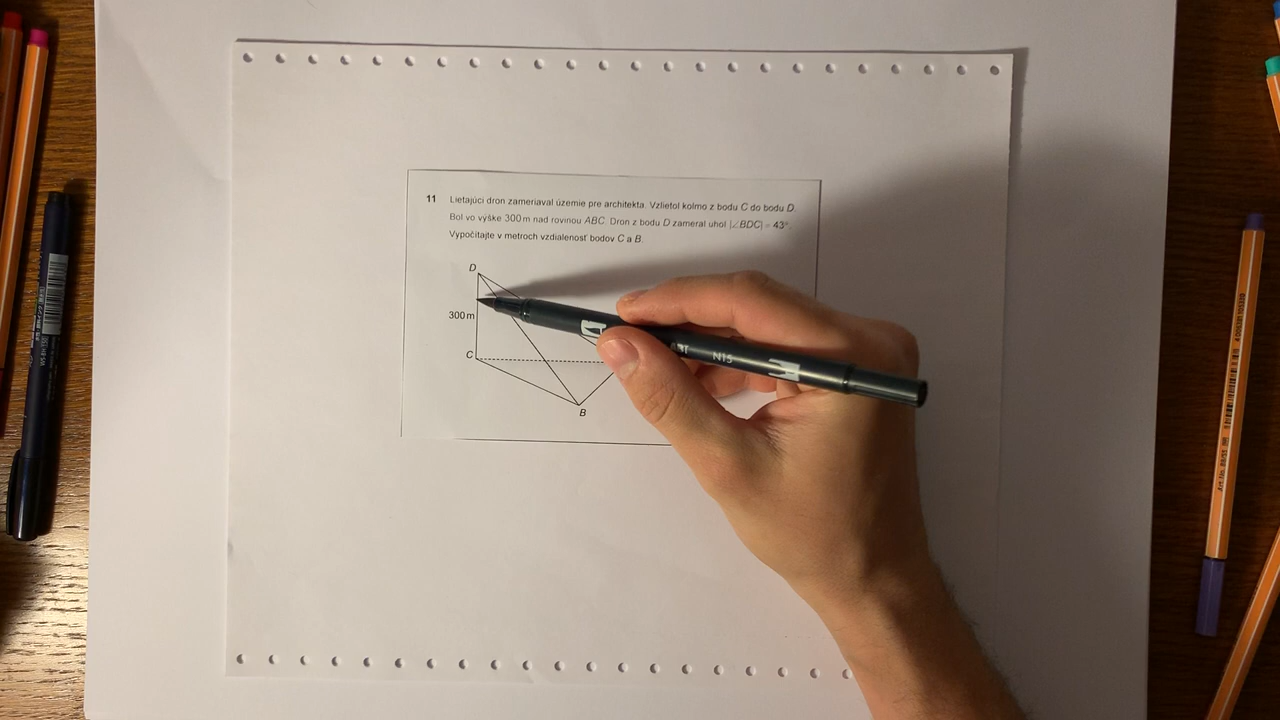 11 Lietajúci dron zameriaval územie pre architekta. Vzlietol kolmo z bodu C do bodu D.
Bol vo výške 300 m nad rovinou ABC. Dron z bodu D zameral uhol |∠BDC| = 43°.
Vypočítajte v metroch vzdialenosť bodov C a B.
D
300 m
C
B
N15